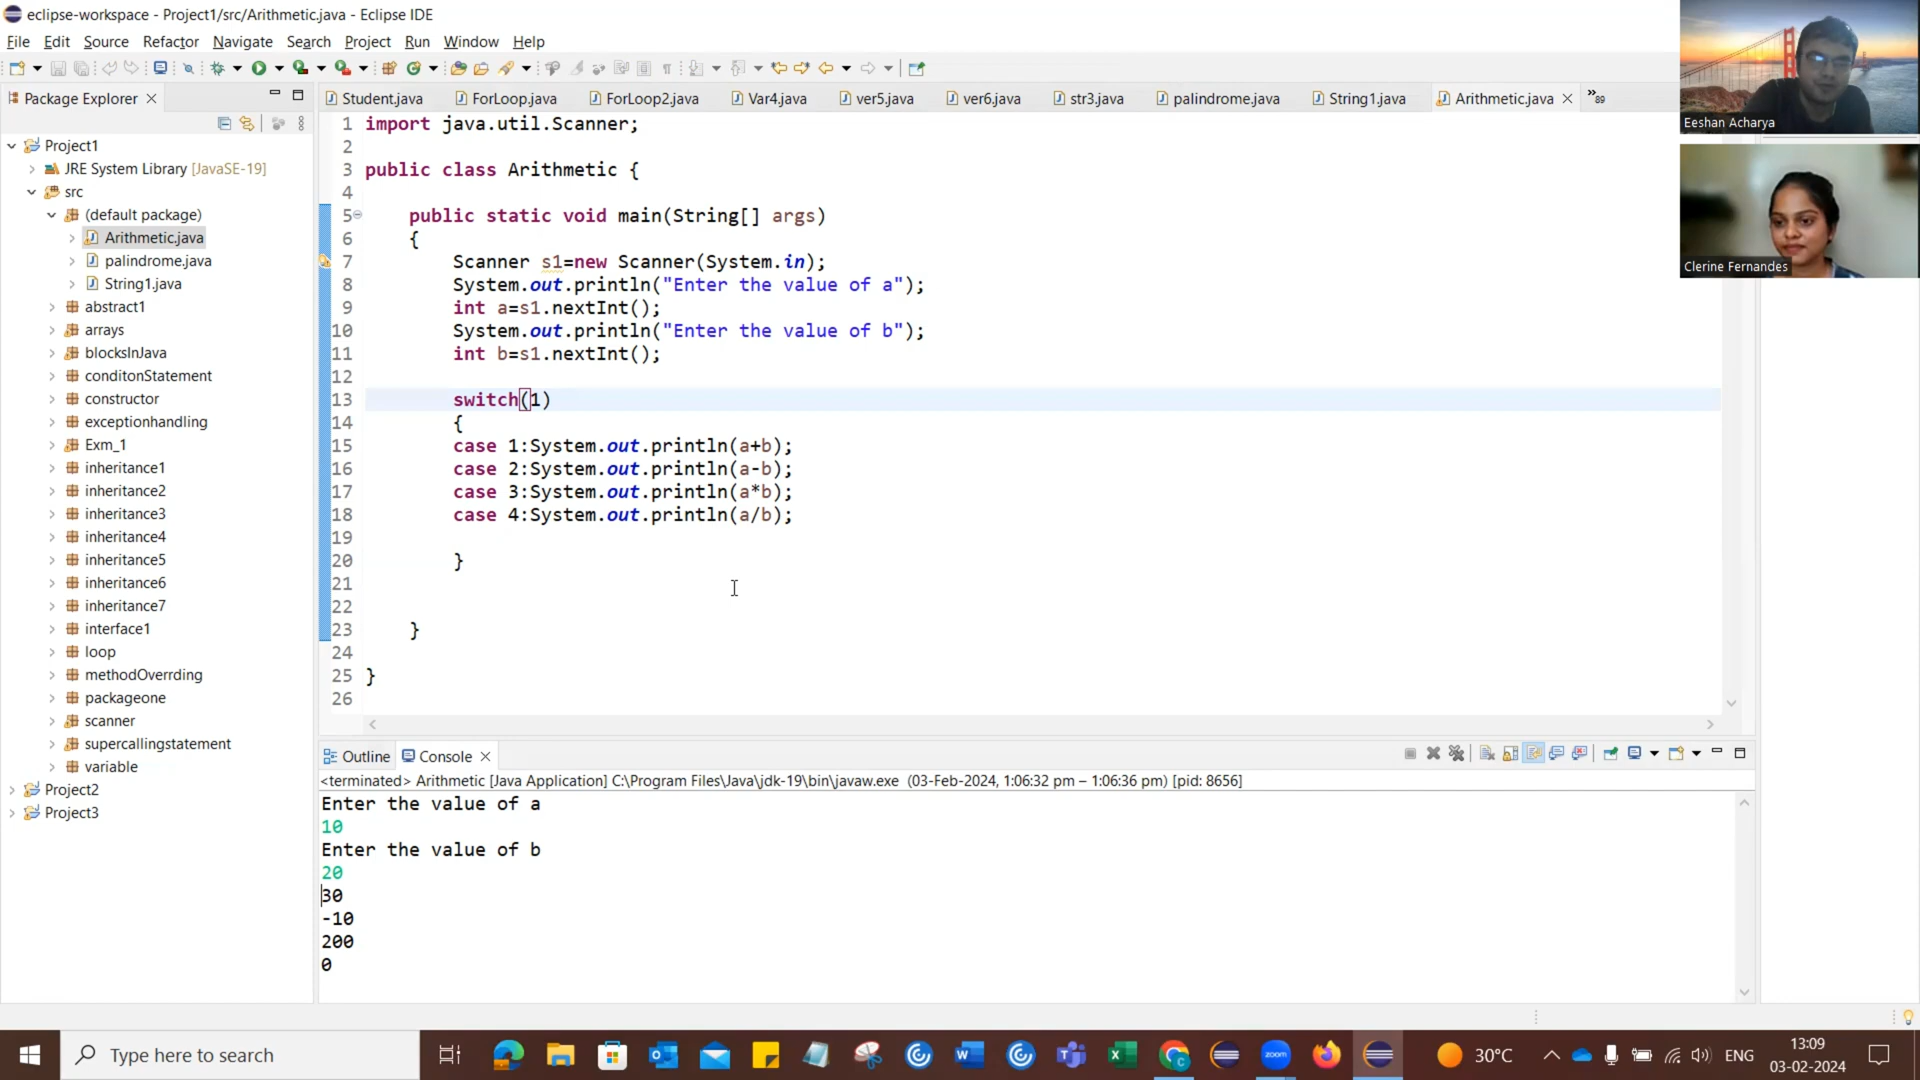 eclipse-workspace - Project1/src/Arithmetic.java - Eclipse IDE
File Edit Source Refactor Navigate Search Project Run Window Help
Package Explorer
Student.java ForLoop.java ForLoop2.java Var4.java ver5.java ver6.java str3.java palindrome.java String1.java Arithmetic.java »89
Project1
JRE System Library [JavaSE-19]
src
(default package)
Arithmetic.java
palindrome.java
String1.java
abstract1
arrays
blocksInJava
conditonStatement
constructor
exceptionhandling
Exm_1
inheritance1
inheritance2
inheritance3
inheritance4
inheritance5
inheritance6
inheritance7
interface1
loop
methodOverrding
packageone
scanner
supercallingstatement
variable
Project2
Project3
1 import java.util.Scanner;
2
3 public class Arithmetic {
4
5 public static void main(String[] args)
6 {
7 Scanner s1=new Scanner(System.in);
8 System.out.println("Enter the value of a");
9 int a=s1.nextInt();
10 System.out.println("Enter the value of b");
11 int b=s1.nextInt();
12
13 switch(1)
14 {
15 case 1:System.out.println(a+b);
16 case 2:System.out.println(a-b);
17 case 3:System.out.println(a*b);
18 case 4:System.out.println(a/b);
19
20 }
21
22
23 }
24
25 }
26
Eeshan Acharya
Clerine Fernandes
Outline Console
<terminated> Arithmetic [Java Application] C:\Program Files\Java\jdk-19\bin\javaw.exe (03-Feb-2024, 1:06:32 pm – 1:06:36 pm) [pid: 8656]
Enter the value of a
10
Enter the value of b
20
30
-10
200
0
Type here to search
zoom
30°C
ENG
13:09
03-02-2024